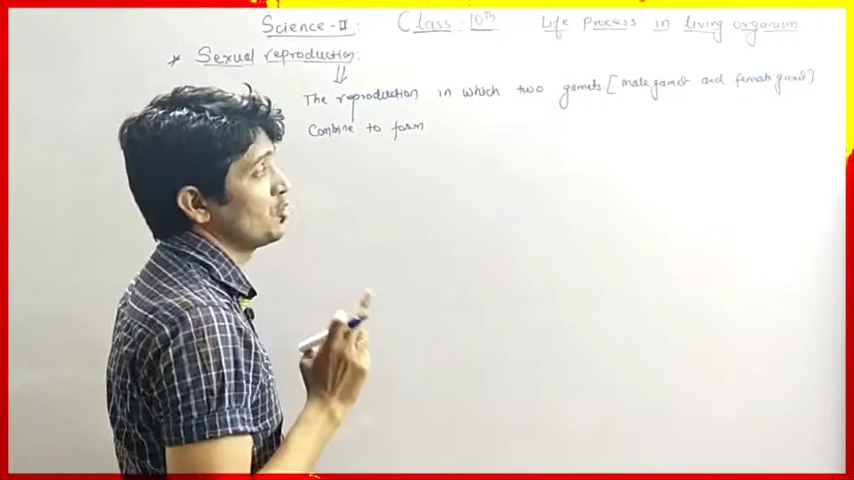 Science - II : Class - 10th Life Process in living organism
* Sexual reproduction:
⇓
The reproduction in which two gamets. [male gamet and female gamet]
Combine to form